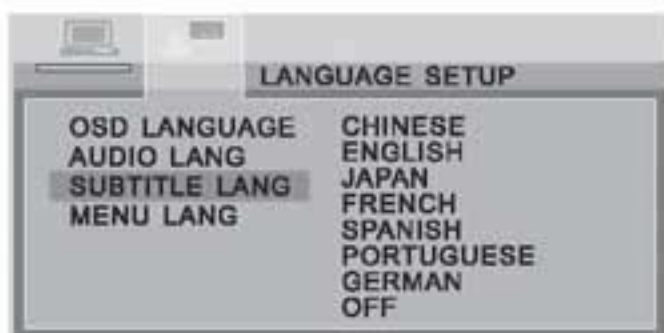 LANGUAGE SETUP
OSD LANGUAGE
AUDIO LANG
SUBTITLE LANG
MENU LANG
CHINESE
ENGLISH
JAPAN
FRENCH
SPANISH
PORTUGUESE
GERMAN
OFF